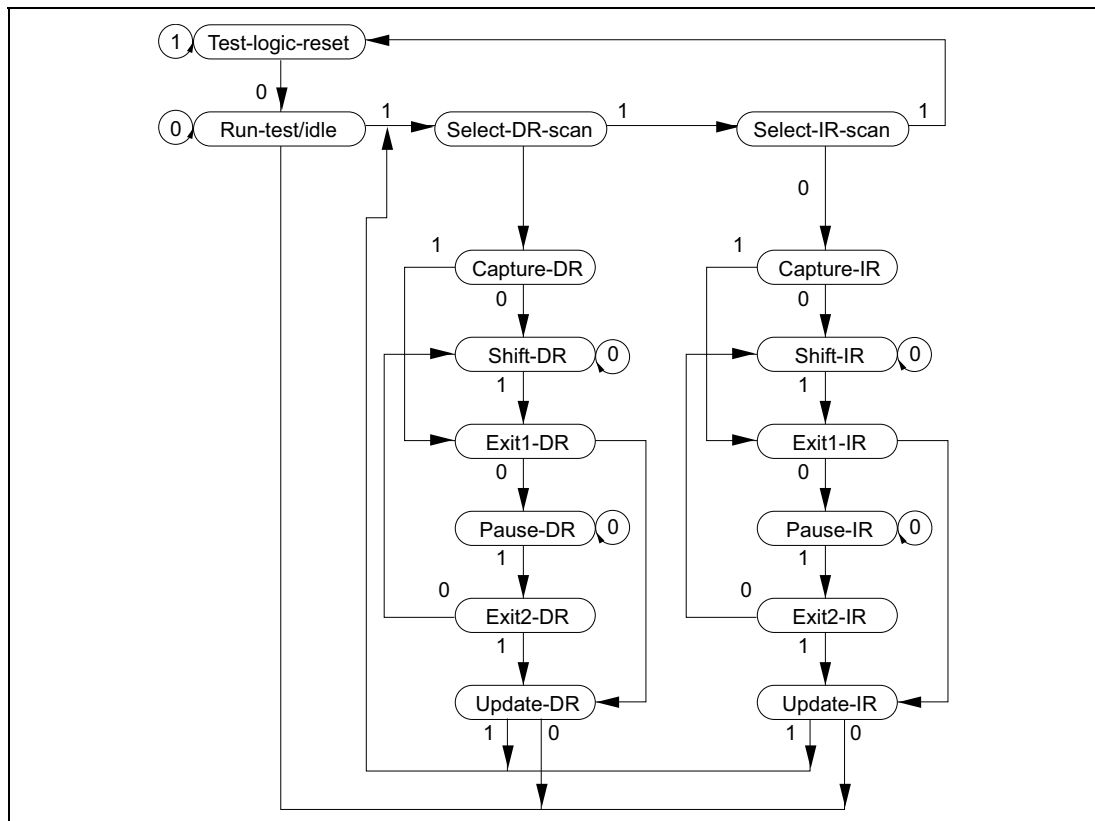 1 Test-logic-reset
0
0 Run-test/idle 1 Select-DR-scan 1 Select-IR-scan 1
0
1 1
Capture-DR Capture-IR
0 0
Shift-DR 0 Shift-IR 0
1 1
Exit1-DR Exit1-IR
0 0
Pause-DR 0 Pause-IR 0
1 1
0 0
Exit2-DR Exit2-IR
1 1
Update-DR Update-IR
1 0 1 0